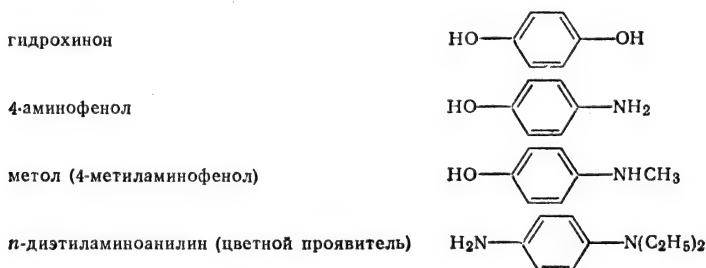 гидрохинон HO OH
4-аминофенол HO NH₂
метол (4-метиламинофенол) HO NHCH₃
n-диэтиламиноанилин (цветной проявитель) H₂N N(C₂H₅)₂